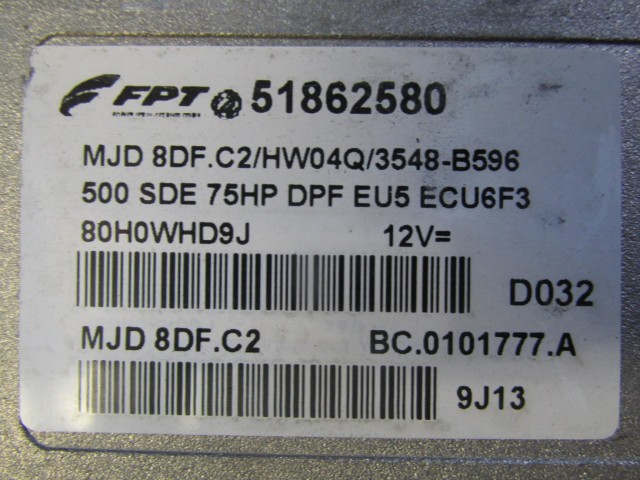 FPT 51862580
MJD 8DF.C2/HW04Q/3548-B596
500 SDE 75HP DPF EU5 ECU6F3
80H0WHD9J 12V=
D032
MJD 8DF.C2 BC.0101777.A
9J13